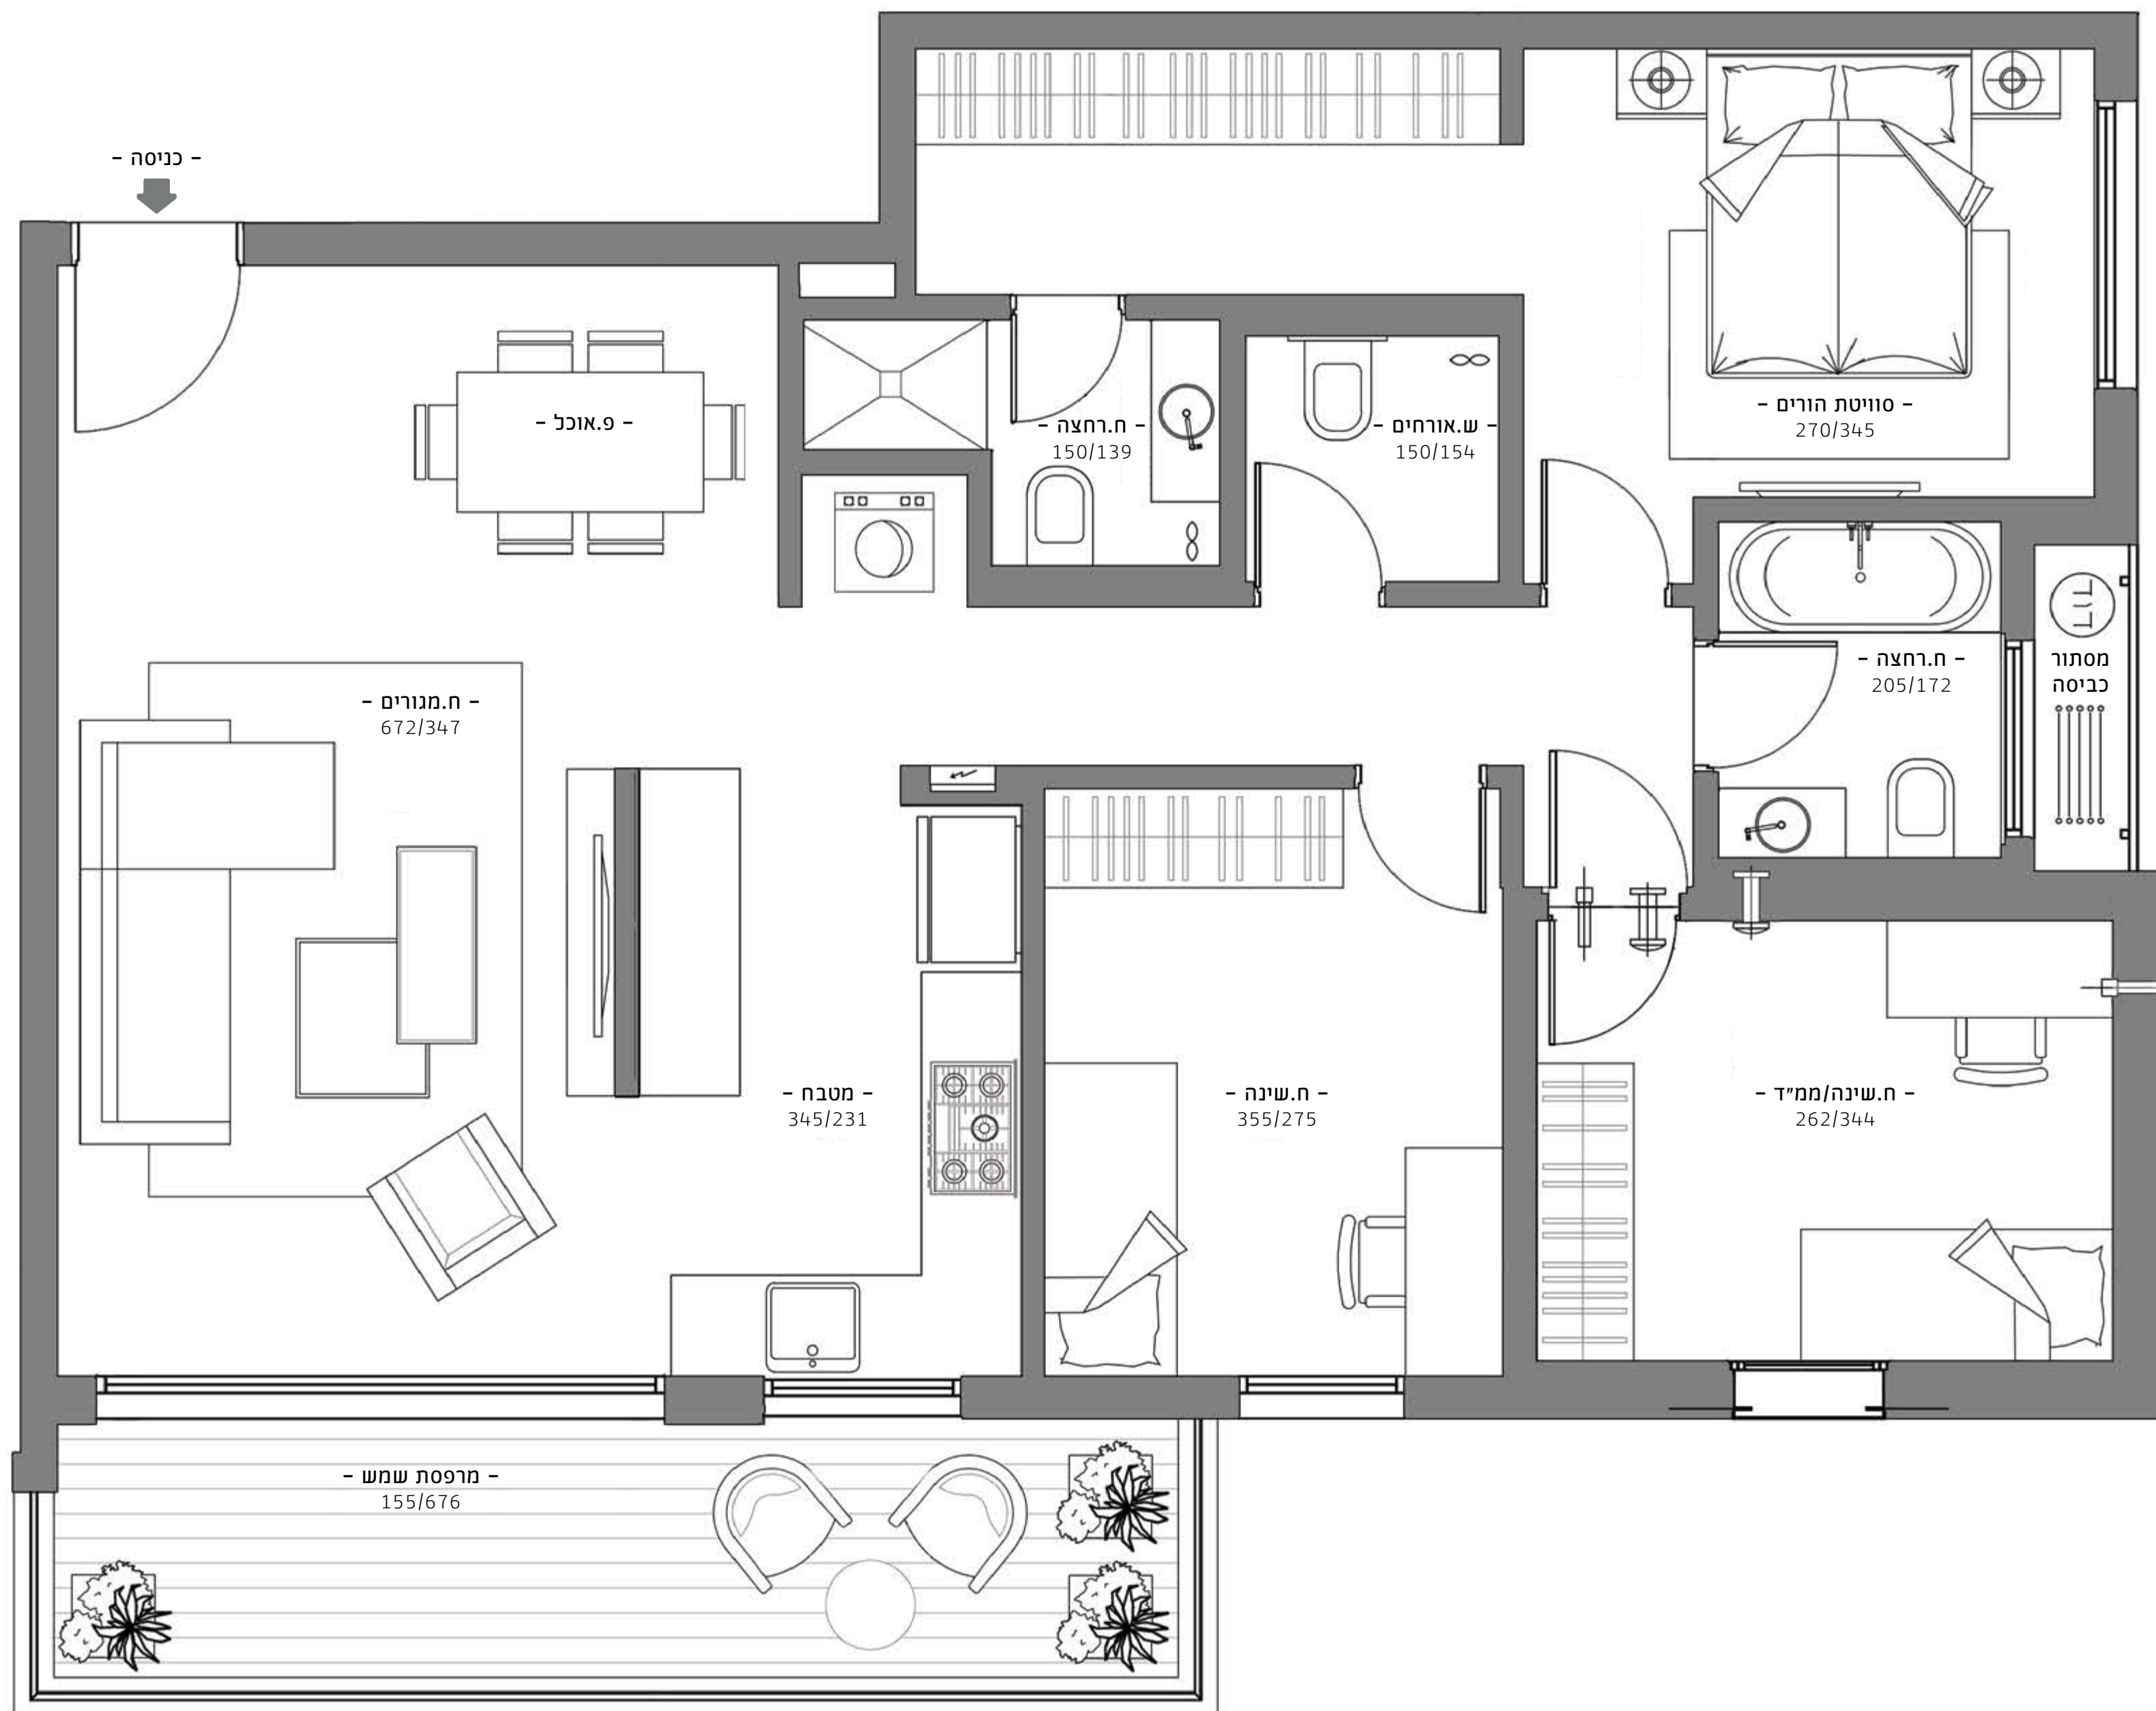 - כניסה -
- סוויטת הורים -
270/345
- פ.אוכל -
- ח.רחצה -
150/139
- ש.אורחים -
150/154
דוד
מסתור
כביסה
- ח.רחצה -
205/172
- ח.מגורים -
672/347
- מטבח -
345/231
- ח.שינה -
355/275
- ח.שינה/ממ״ד -
262/344
- מרפסת שמש -
155/676